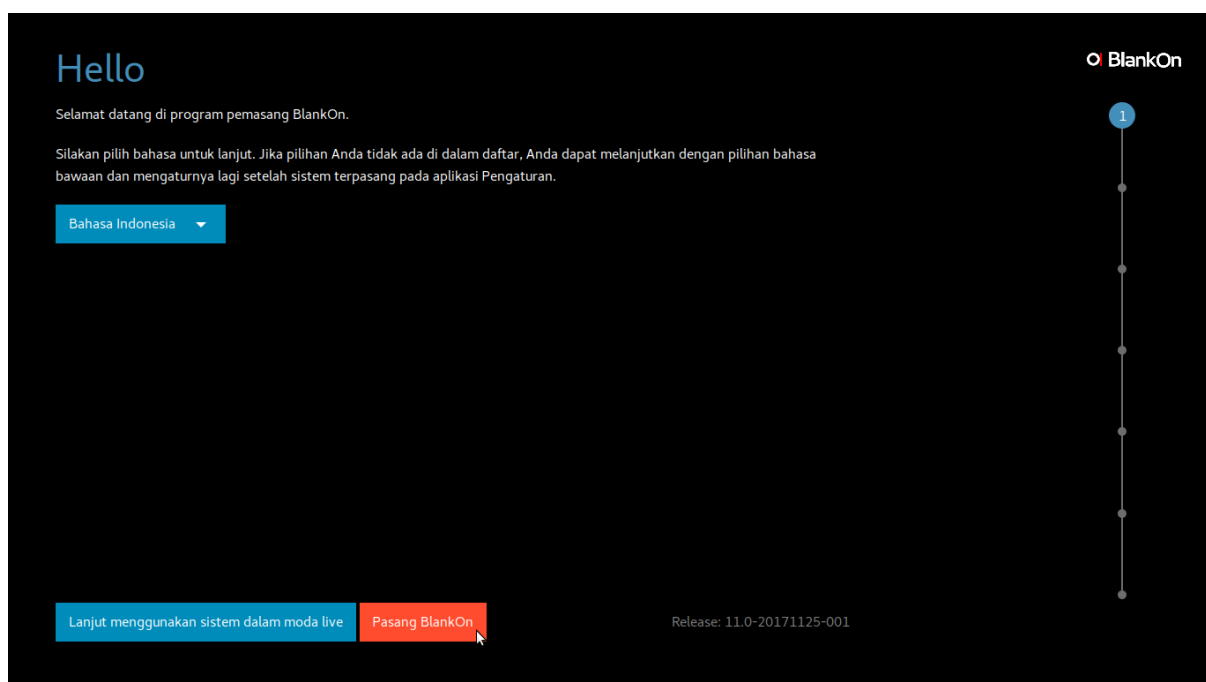 Hello
BlankOn
Selamat datang di program pemasang BlankOn.
1
Silakan pilih bahasa untuk lanjut. Jika pilihan Anda tidak ada di dalam daftar, Anda dapat melanjutkan dengan pilihan bahasa
bawaan dan mengaturnya lagi setelah sistem terpasang pada aplikasi Pengaturan.
Bahasa Indonesia
Lanjut menggunakan sistem dalam moda live
Pasang BlankOn
Release: 11.0-20171125-001